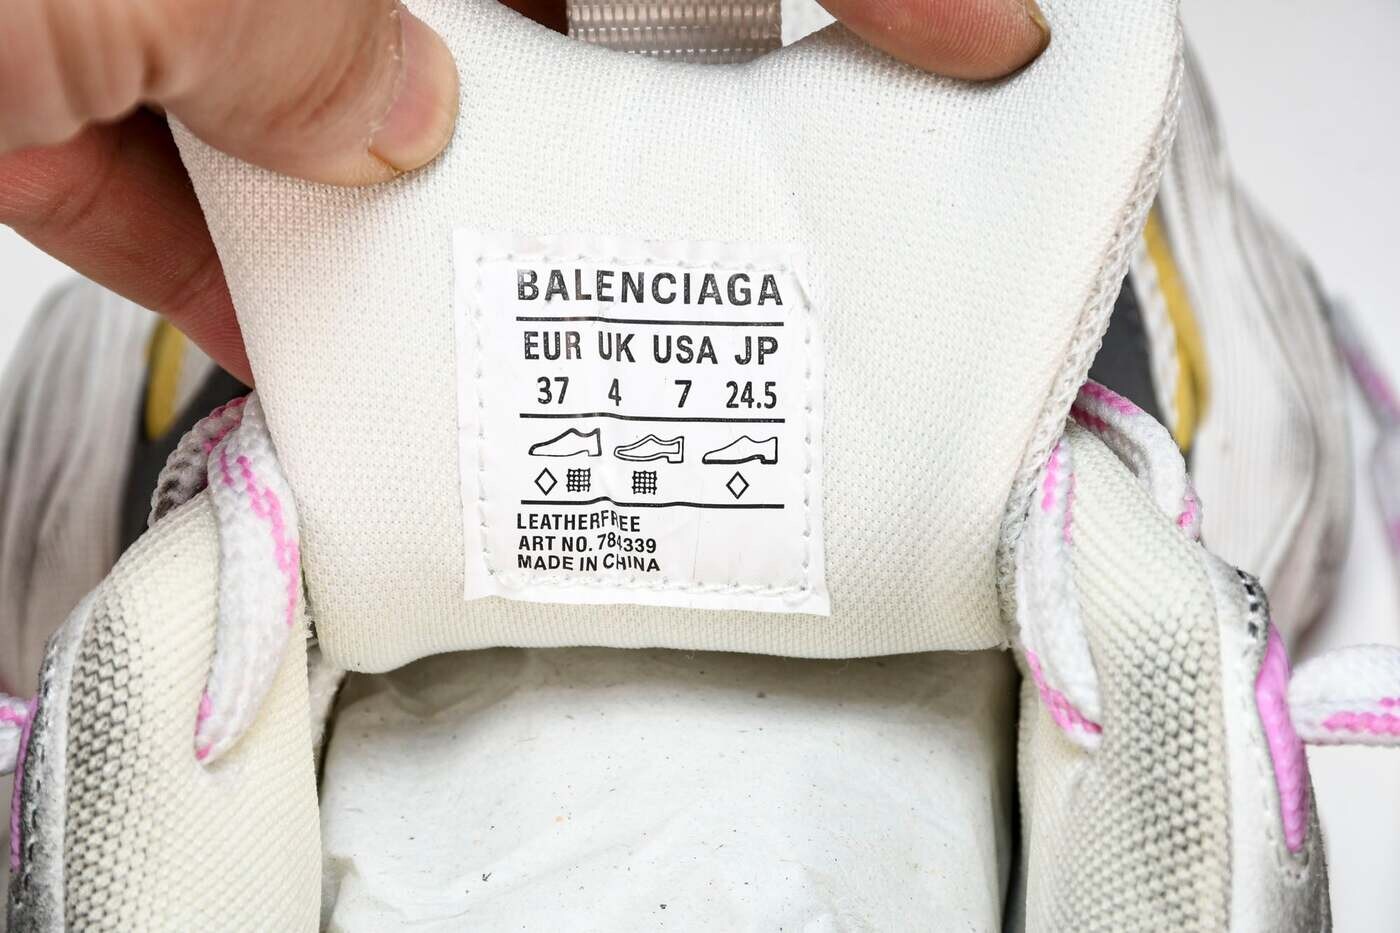 BALENCIAGA
EUR UK USA JP
37 4 7 24.5
LEATHERFREE
ART NO. 784339
MADE IN CHINA